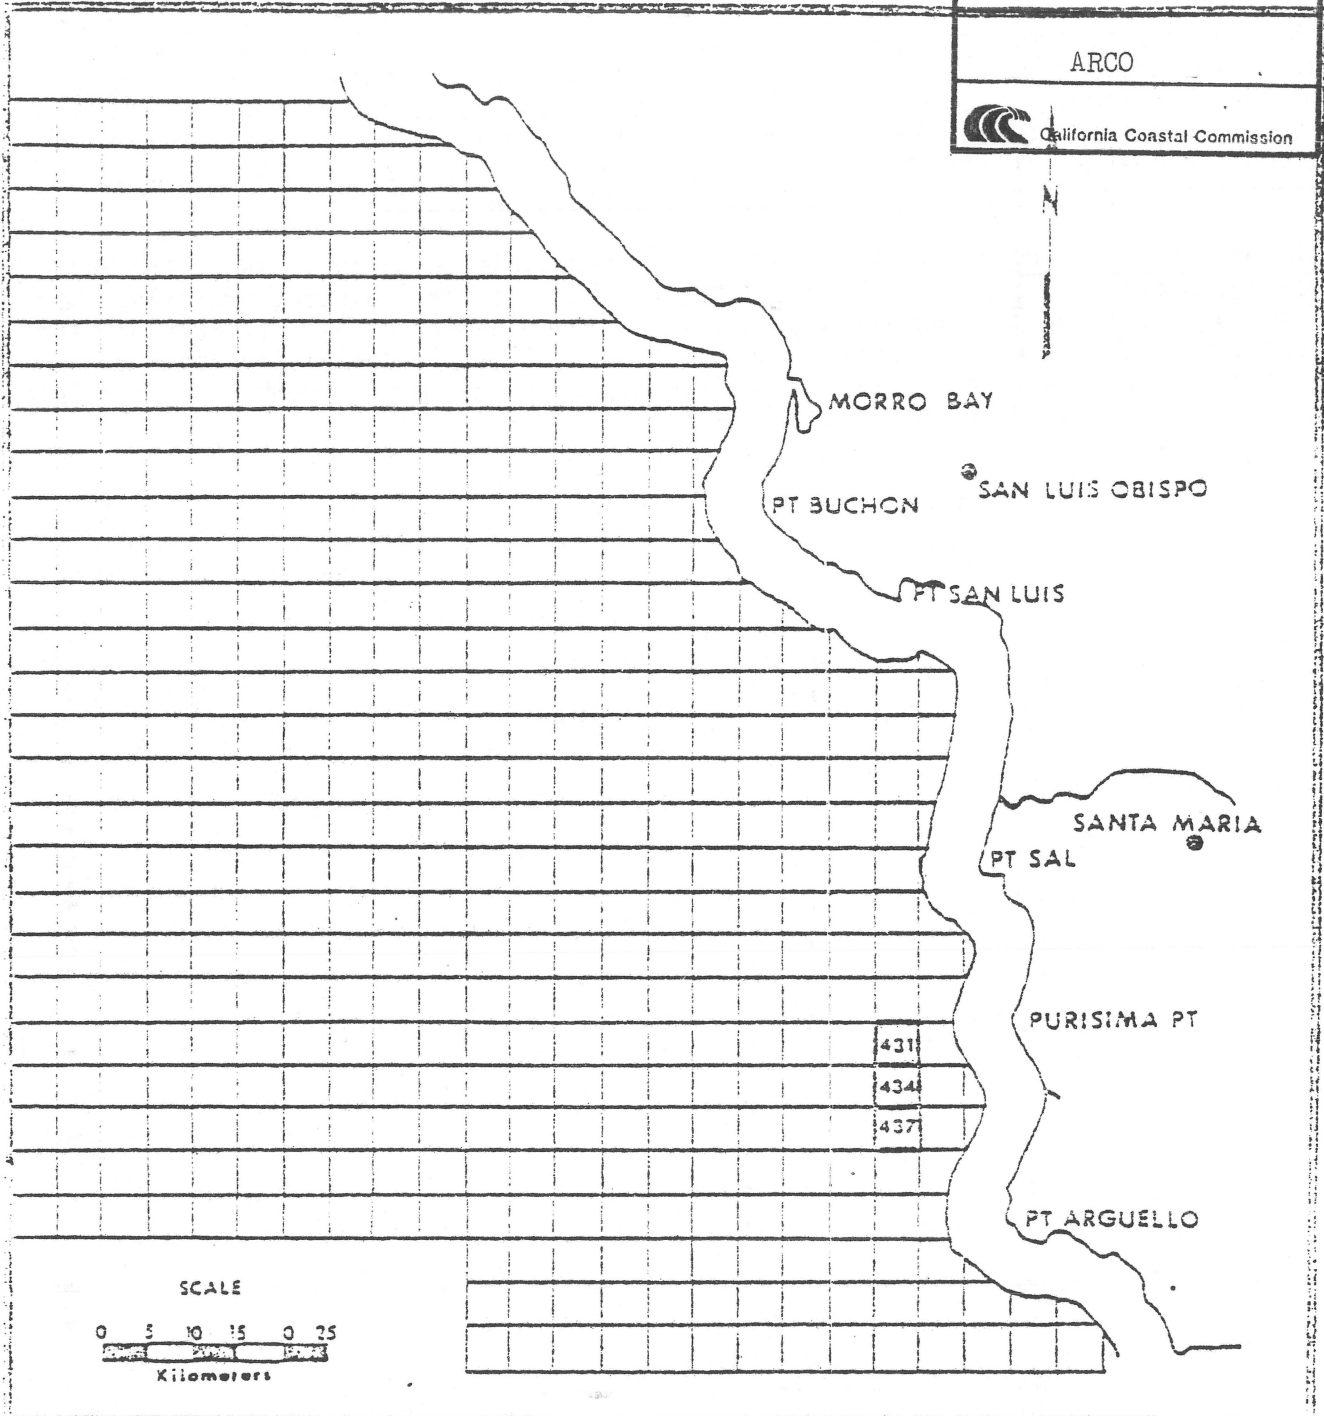 ARCO
California Coastal Commission
N
MORRO BAY
SAN LUIS OBISPO
PT BUCHON
PT SAN LUIS
SANTA MARIA
PT SAL
PURISIMA PT
431
434
437
PT ARGUELLO
SCALE
0 5 10 15 0 25
Kilometers